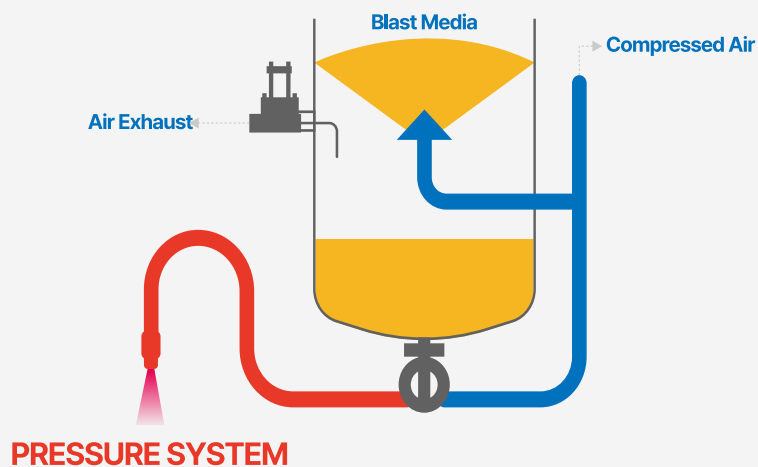 Blast Media
Compressed Air
Air Exhaust
PRESSURE SYSTEM